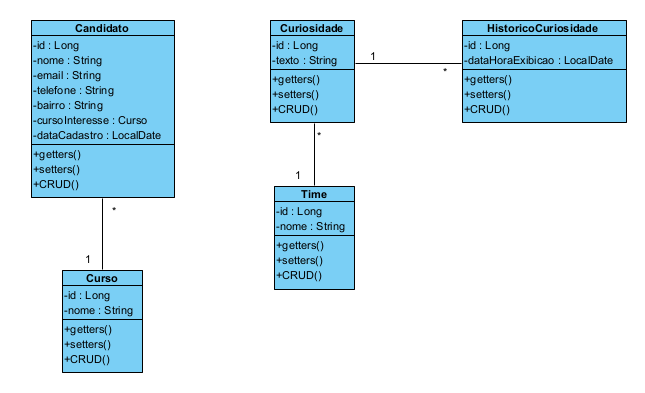 Candidato
-id : Long
-nome : String
-email : String
-telefone : String
-bairro : String
-cursoInteresse : Curso
-dataCadastro : LocalDate
+getters()
+setters()
+CRUD()
*
1
Curso
-id : Long
-nome : String
+getters()
+setters()
+CRUD()
Curiosidade
-id : Long
-texto : String
+getters()
+setters()
+CRUD()
1
*
HistoricoCuriosidade
-id : Long
-dataHoraExibicao : LocalDate
+getters()
+setters()
+CRUD()
*
1
Time
-id : Long
-nome : String
+getters()
+setters()
+CRUD()